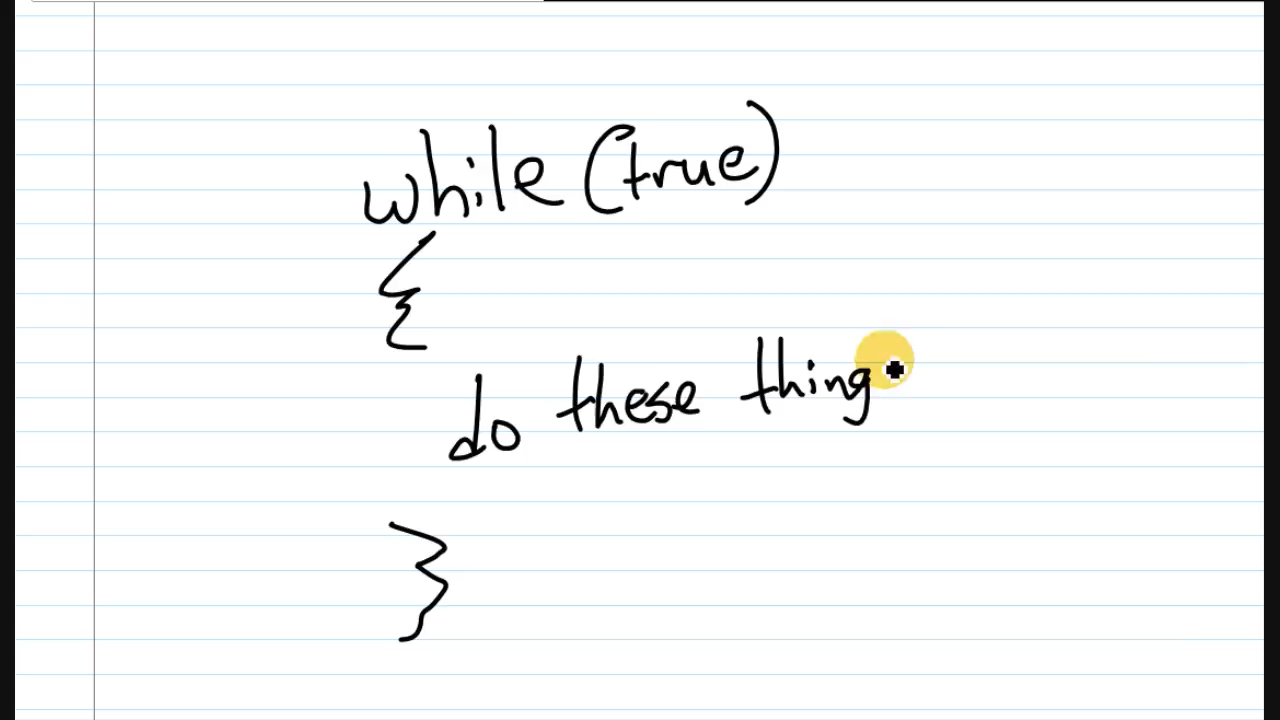 while (true)
{
do these thing
}